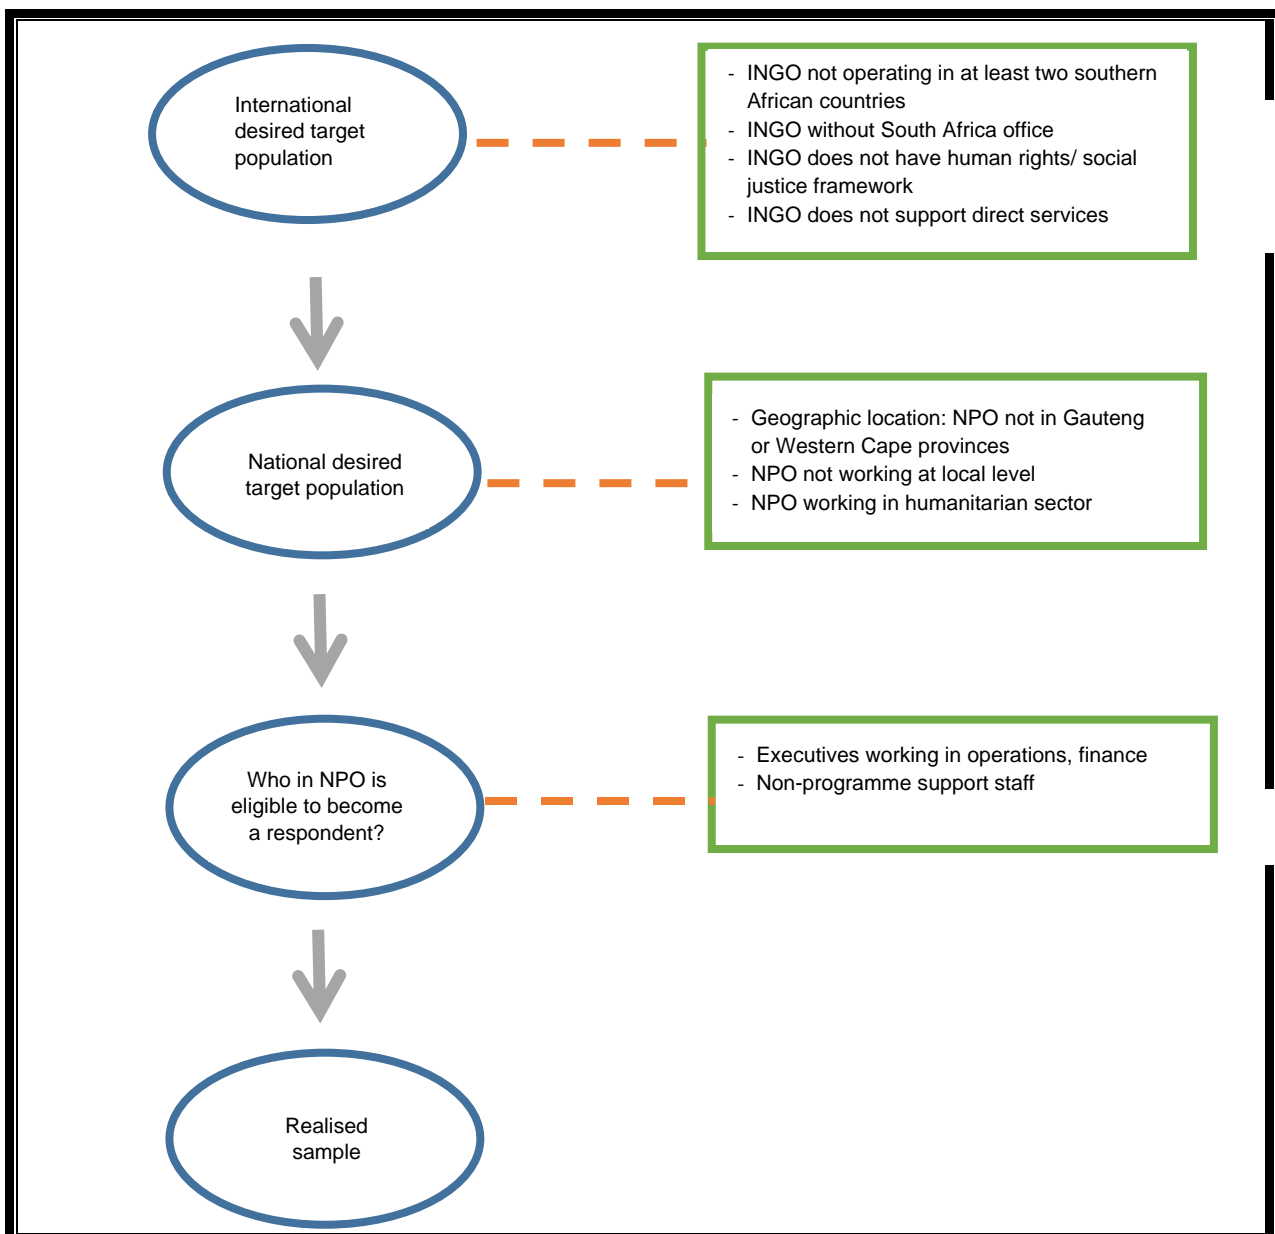 International
desired target
population
- INGO not operating in at least two southern
African countries
- INGO without South Africa office
- INGO does not have human rights/ social
justice framework
- INGO does not support direct services
National desired
target population
- Geographic location: NPO not in Gauteng
or Western Cape provinces
- NPO not working at local level
- NPO working in humanitarian sector
Who in NPO is
eligible to become
a respondent?
- Executives working in operations, finance
- Non-programme support staff
Realised
sample